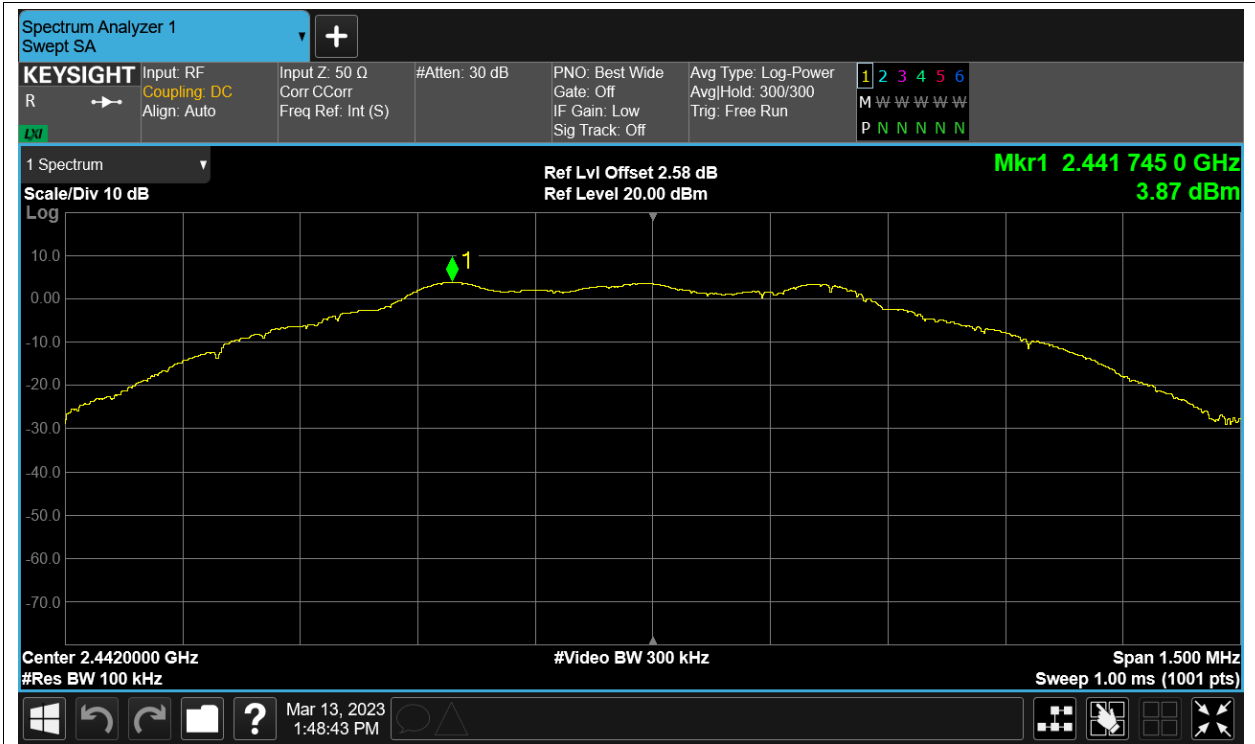 Spectrum Analyzer 1
Swept SA
+
KEYSIGHT
R
LXI
Input: RF
Coupling: DC
Align: Auto
Input Z: 50 Ω
Corr CCorr
Freq Ref: Int (S)
#Atten: 30 dB
PNO: Best Wide
Gate: Off
IF Gain: Low
Sig Track: Off
Avg Type: Log-Power
Avg|Hold: 300/300
Trig: Free Run
1 2 3 4 5 6
M W W W W W
P N N N N N
1 Spectrum
Scale/Div 10 dB
Log
Ref Lvl Offset 2.58 dB
Ref Level 20.00 dBm
Mkr1 2.441 745 0 GHz
3.87 dBm
1
10.0
0.00
-10.0
-20.0
-30.0
-40.0
-50.0
-60.0
-70.0
Center 2.4420000 GHz
#Res BW 100 kHz
#Video BW 300 kHz
Span 1.500 MHz
Sweep 1.00 ms (1001 pts)
?
Mar 13, 2023
1:48:43 PM